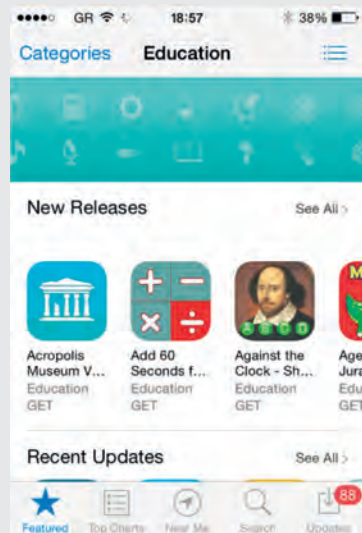 GR 18:57 38%
Categories Education
New Releases See All >
Acropolis Add 60 Against the Age
Museum V... Seconds f... Clock - Sh... Jura
Education Education Education Edu
GET GET GET GET
Recent Updates See All >
88
Featured Top Charts Near Me Search Updates